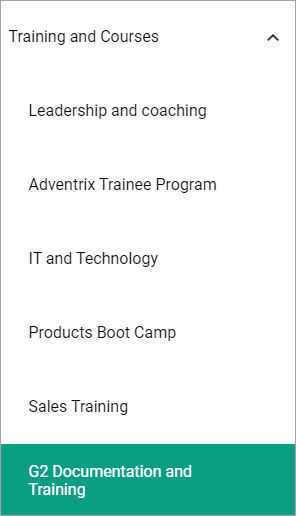 Training and Courses
Leadership and coaching
Adventrix Trainee Program
IT and Technology
Products Boot Camp
Sales Training
G2 Documentation and
Training